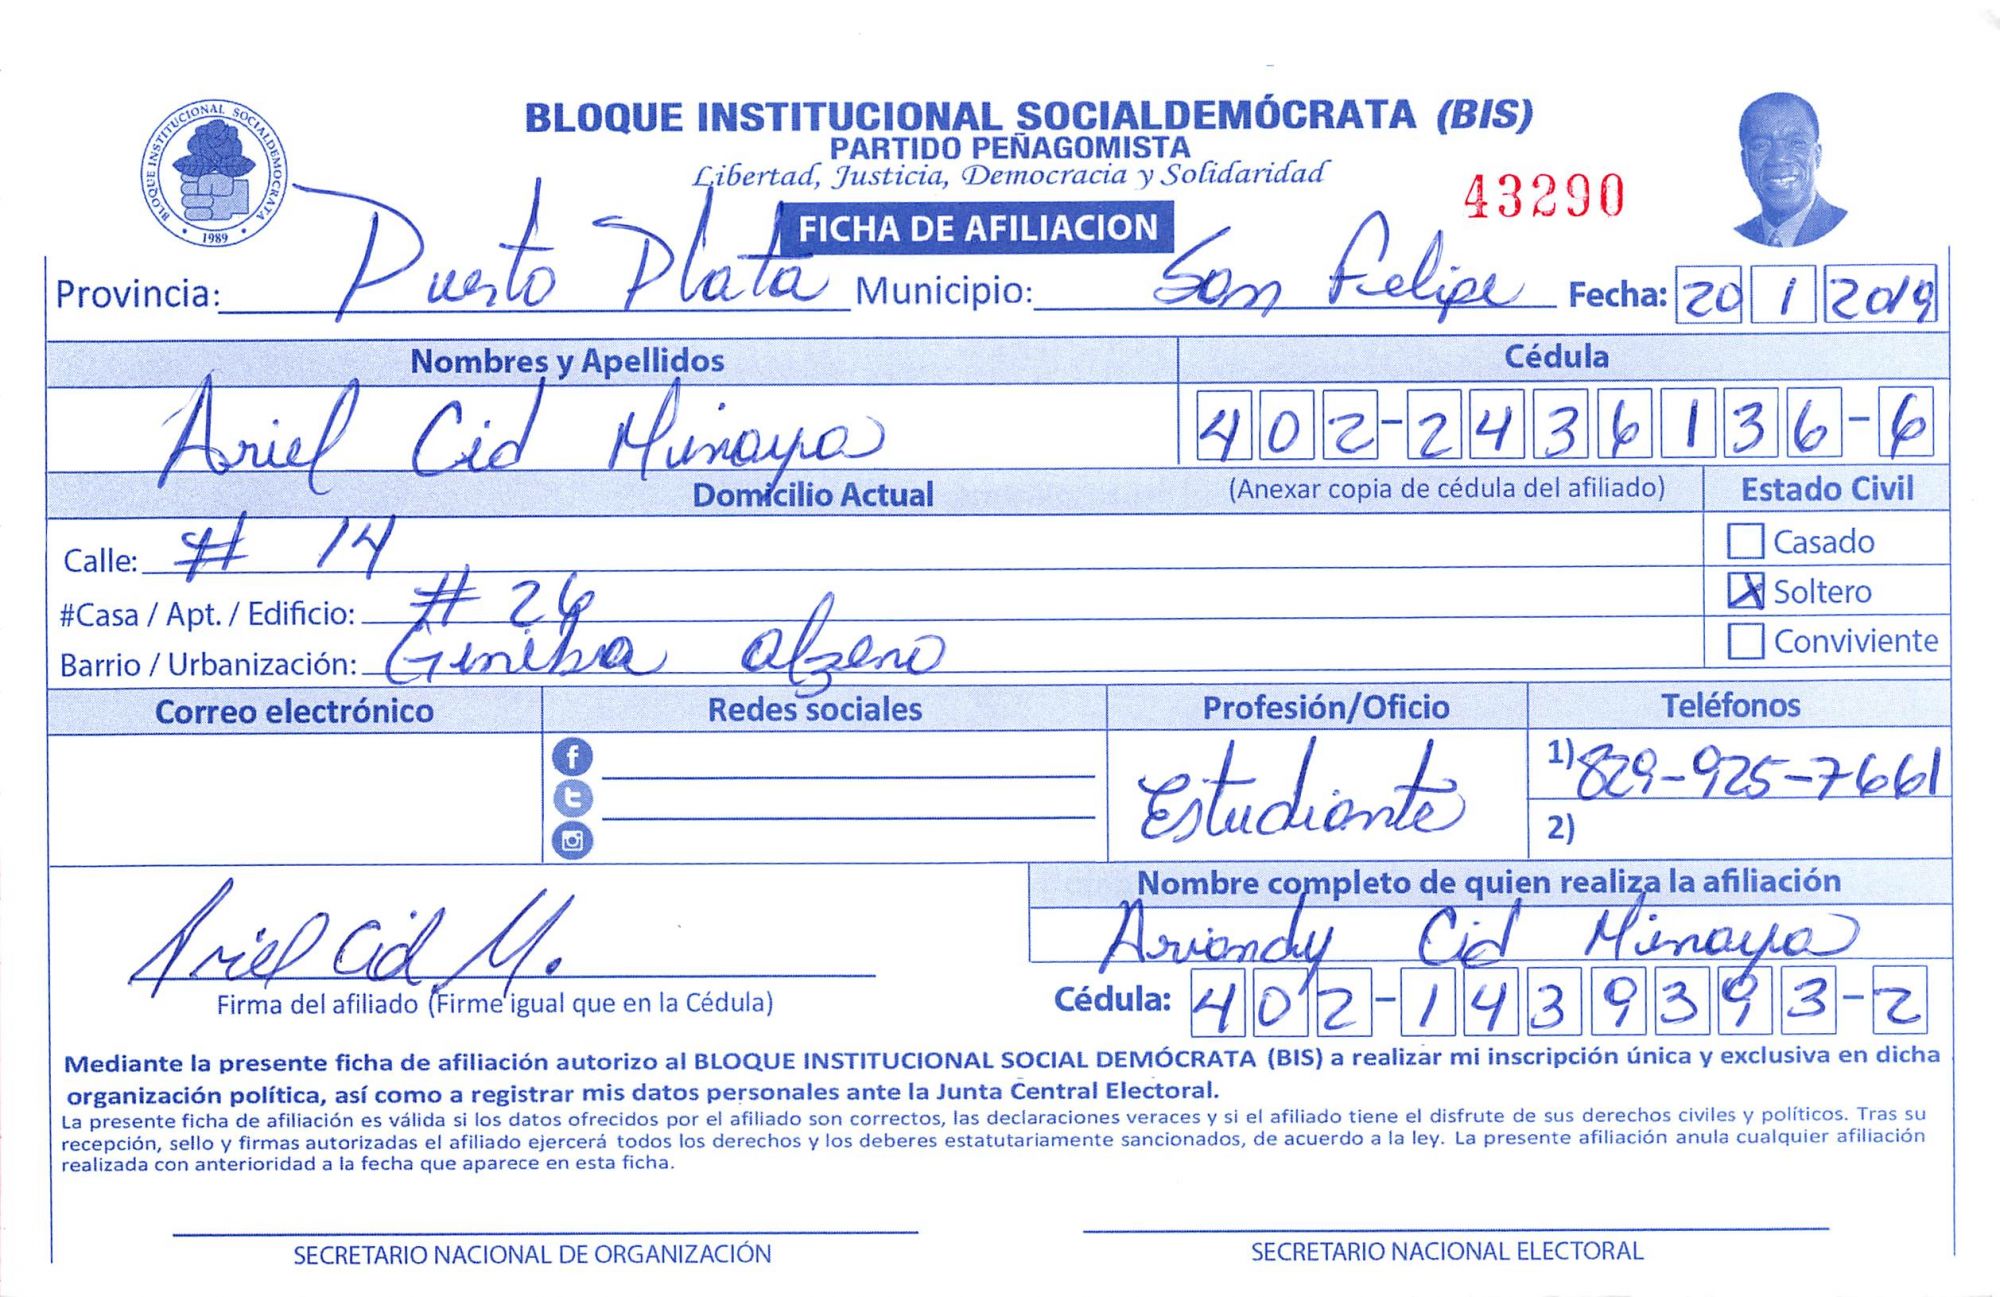 BLOQUE INSTITUCIONAL SOCIALDEMÓCRATA (BIS)
PARTIDO PEÑAGOMISTA
Libertad, Justicia, Democracia y Solidaridad
43290
FICHA DE AFILIACION
BLOQUE INSTITUCIONAL SOCIALDEMOCRATA
1989
Provincia: Puerto Plata Municipio: San Felipe Fecha: 20 1 2019
Nombres y Apellidos Cédula
Ariel Cid Minaya 402-2436136-6
Domicilio Actual (Anexar copia de cédula del afiliado) Estado Civil
Calle: # 14 Casado
#Casa / Apt. / Edificio: # 26 X Soltero
Barrio / Urbanización: Ginebra Conviviente
Correo electrónico Redes sociales Profesión/Oficio Teléfonos
Estudiante 1) 829-925-7661
2)
Nombre completo de quien realiza la afiliación
Ariandy Cid Minaya
Ariel Cid M.
Firma del afiliado (Firme igual que en la Cédula) Cédula: 402-1439393-2
Mediante la presente ficha de afiliación autorizo al BLOQUE INSTITUCIONAL SOCIAL DEMÓCRATA (BIS) a realizar mi inscripción única y exclusiva en dicha
organización política, así como a registrar mis datos personales ante la Junta Central Electoral.
La presente ficha de afiliación es válida si los datos ofrecidos por el afiliado son correctos, las declaraciones veraces y si el afiliado tiene el disfrute de sus derechos civiles y políticos. Tras su
recepción, sello y firmas autorizadas el afiliado ejercerá todos los derechos y los deberes estatutariamente sancionados, de acuerdo a la ley. La presente afiliación anula cualquier afiliación
realizada con anterioridad a la fecha que aparece en esta ficha.
SECRETARIO NACIONAL DE ORGANIZACIÓN SECRETARIO NACIONAL ELECTORAL